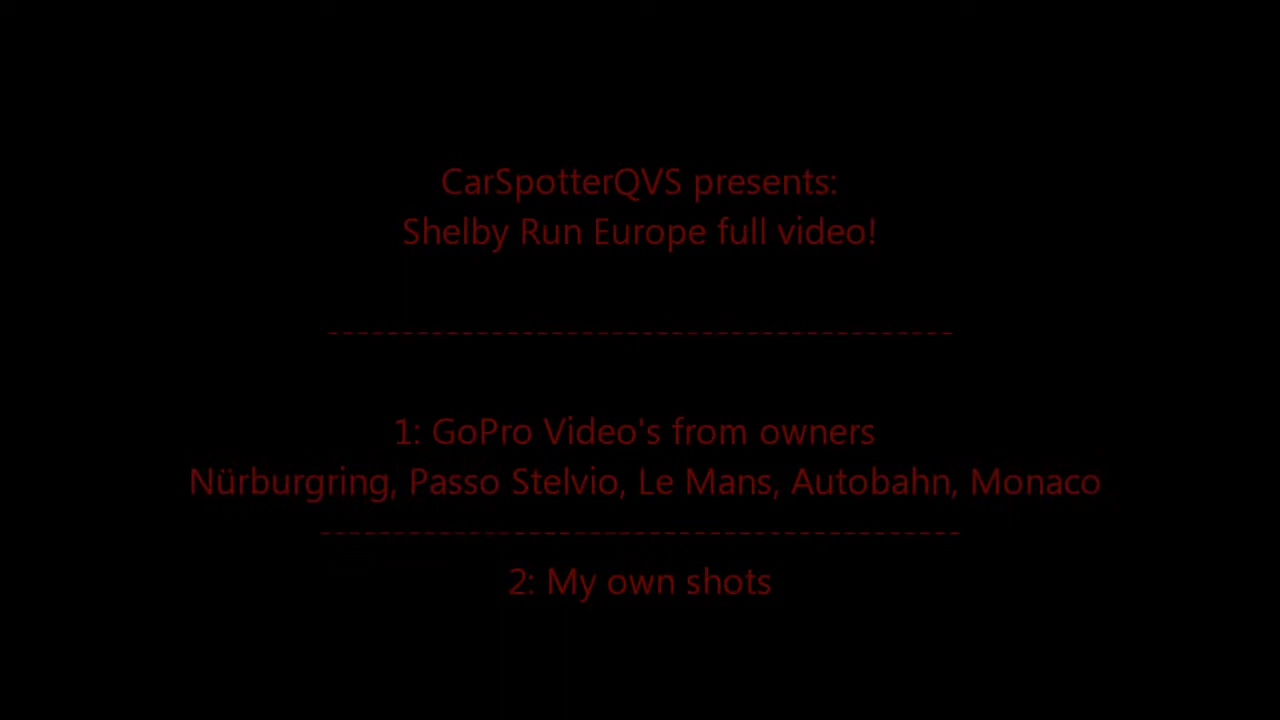 CarSpotterQVS presents:
Shelby Run Europe full video!
-------------------------------------------
1: GoPro Video's from owners
Nürburgring, Passo Stelvio, Le Mans, Autobahn, Monaco
--------------------------------------------
2: My own shots